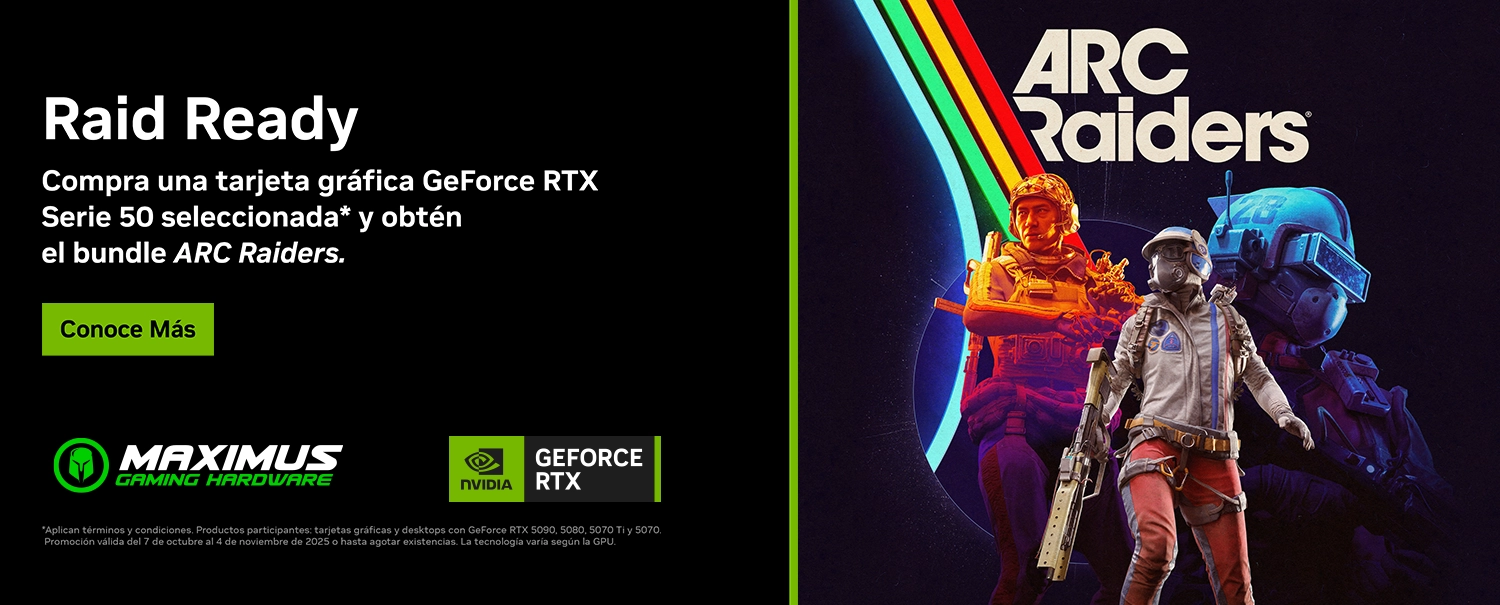 Raid Ready
Compra una tarjeta gráfica GeForce RTX
Serie 50 seleccionada* y obtén
el bundle ARC Raiders.
Conoce Más
MAXIMUS
GAMING HARDWARE
NVIDIA
GEFORCE
RTX
*Aplican términos y condiciones. Productos participantes: tarjetas gráficas y desktops con GeForce RTX 5090, 5080, 5070 Ti y 5070.
Promoción válida del 7 de octubre al 4 de noviembre de 2025 o hasta agotar existencias. La tecnología varía según la GPU.
ARC
Raiders®
28